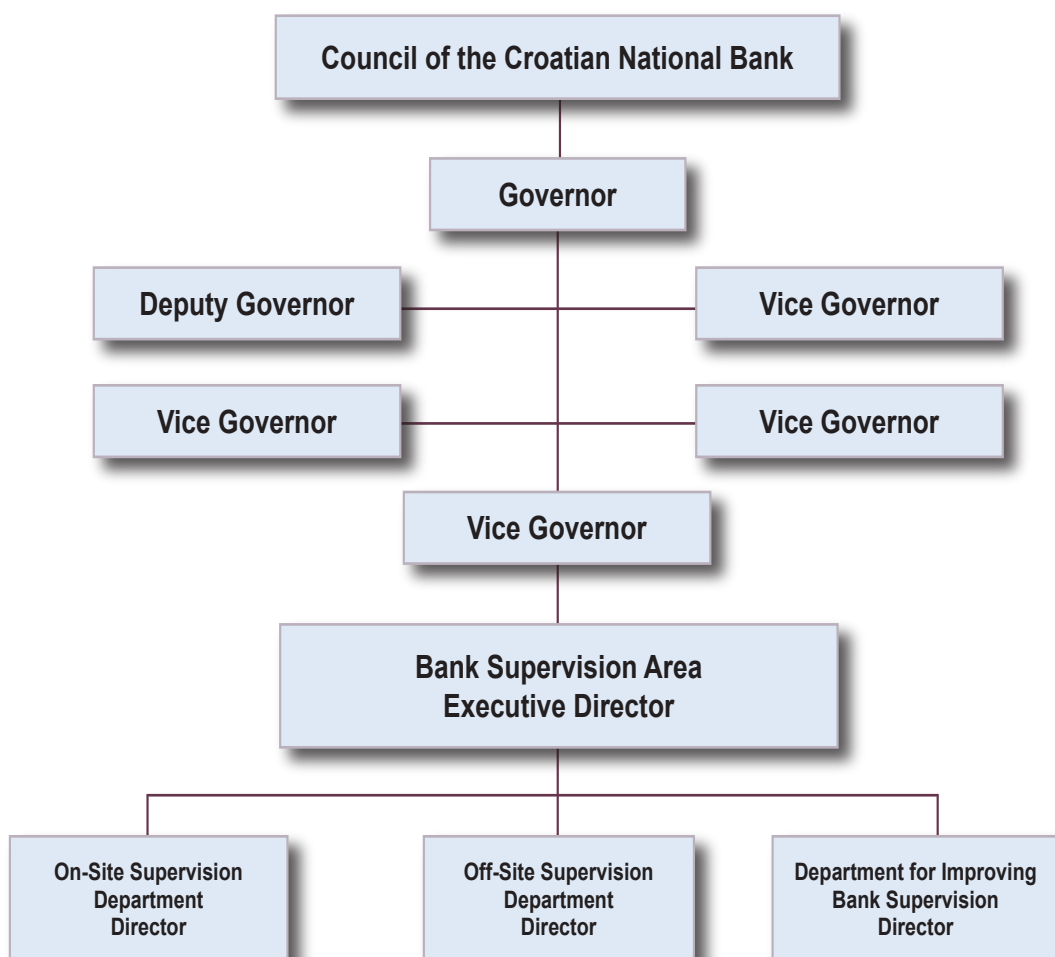 Council of the Croatian National Bank
Governor
Deputy Governor
Vice Governor
Vice Governor
Vice Governor
Vice Governor
Bank Supervision Area
Executive Director
On-Site Supervision
Department
Director
Off-Site Supervision
Department
Director
Department for Improving
Bank Supervision
Director